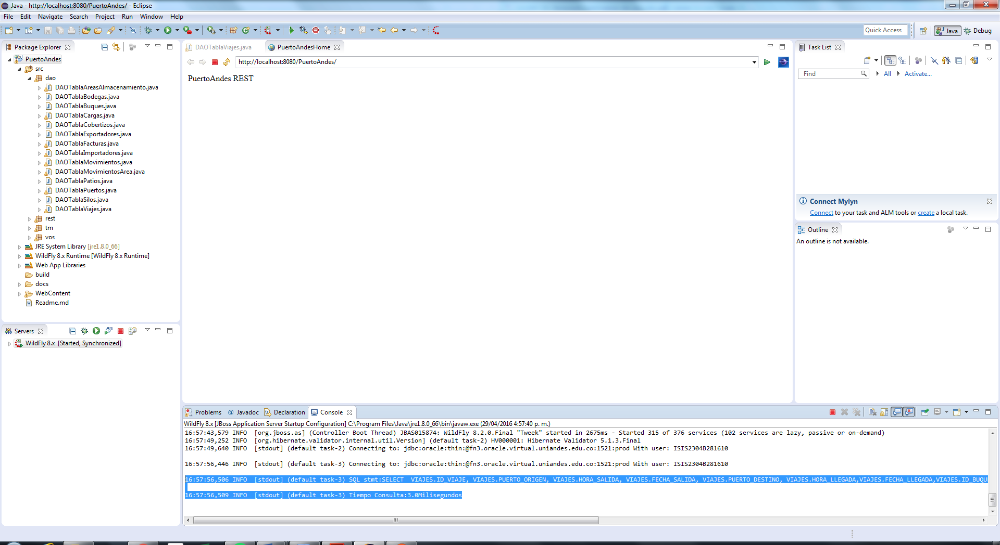 Java - http://localhost:8080/PuertoAndes/ - Eclipse
File Edit Navigate Search Project Run Window Help
Quick Access
Java
Debug
Package Explorer
PuertoAndes
src
dao
DAOTablaAreasAlmacenamiento.java
DAOTablaBodegas.java
DAOTablaBuques.java
DAOTablaCargas.java
DAOTablaCobertizos.java
DAOTablaExportadores.java
DAOTablaFacturas.java
DAOTablaImportadores.java
DAOTablaMovimientos.java
DAOTablaMovimientosArea.java
DAOTablaPatios.java
DAOTablaPuertos.java
DAOTablaSilos.java
DAOTablaViajes.java
rest
tm
vos
JRE System Library [jre1.8.0_66]
WildFly 8.x Runtime [WildFly 8.x Runtime]
Web App Libraries
build
docs
WebContent
Readme.md
Servers
WildFly 8.x [Started, Synchronized]
DAOTablaViajes.java
PuertoAndesHome
http://localhost:8080/PuertoAndes/
PuertoAndes REST
Task List
Find
All
Activate...
Connect Mylyn
Connect to your task and ALM tools or create a local task.
Outline
An outline is not available.
Problems
@ Javadoc
Declaration
Console
WildFly 8.x [JBoss Application Server Startup Configuration] C:\Program Files\Java\jre1.8.0_66\bin\javaw.exe (29/04/2016 4:57:40 p. m.)
16:57:43,579 INFO [org.jboss.as] (Controller Boot Thread) JBAS015874: WildFly 8.2.0.Final "Tweek" started in 2675ms - Started 315 of 376 services (102 services are lazy, passive or on-demand)
16:57:49,252 INFO [org.hibernate.validator.internal.util.Version] (default task-2) HV000001: Hibernate Validator 5.1.3.Final
16:57:49,640 INFO [stdout] (default task-2) Connecting to: jdbc:oracle:thin:@fn3.oracle.virtual.uniandes.edu.co:1521:prod With user: ISIS2304B281610
16:57:56,446 INFO [stdout] (default task-3) Connecting to: jdbc:oracle:thin:@fn3.oracle.virtual.uniandes.edu.co:1521:prod With user: ISIS2304B281610
16:57:56,506 INFO [stdout] (default task-3) SQL stmt:SELECT VIAJES.ID_VIAJE, VIAJES.PUERTO_ORIGEN, VIAJES.HORA_SALIDA, VIAJES.FECHA_SALIDA, VIAJES.PUERTO_DESTINO, VIAJES.HORA_LLEGADA,VIAJES.FECHA_LLEGADA,VIAJES.ID_BUQU
16:57:56,509 INFO [stdout] (default task-3) Tiempo Consulta:3.0Milisegundos